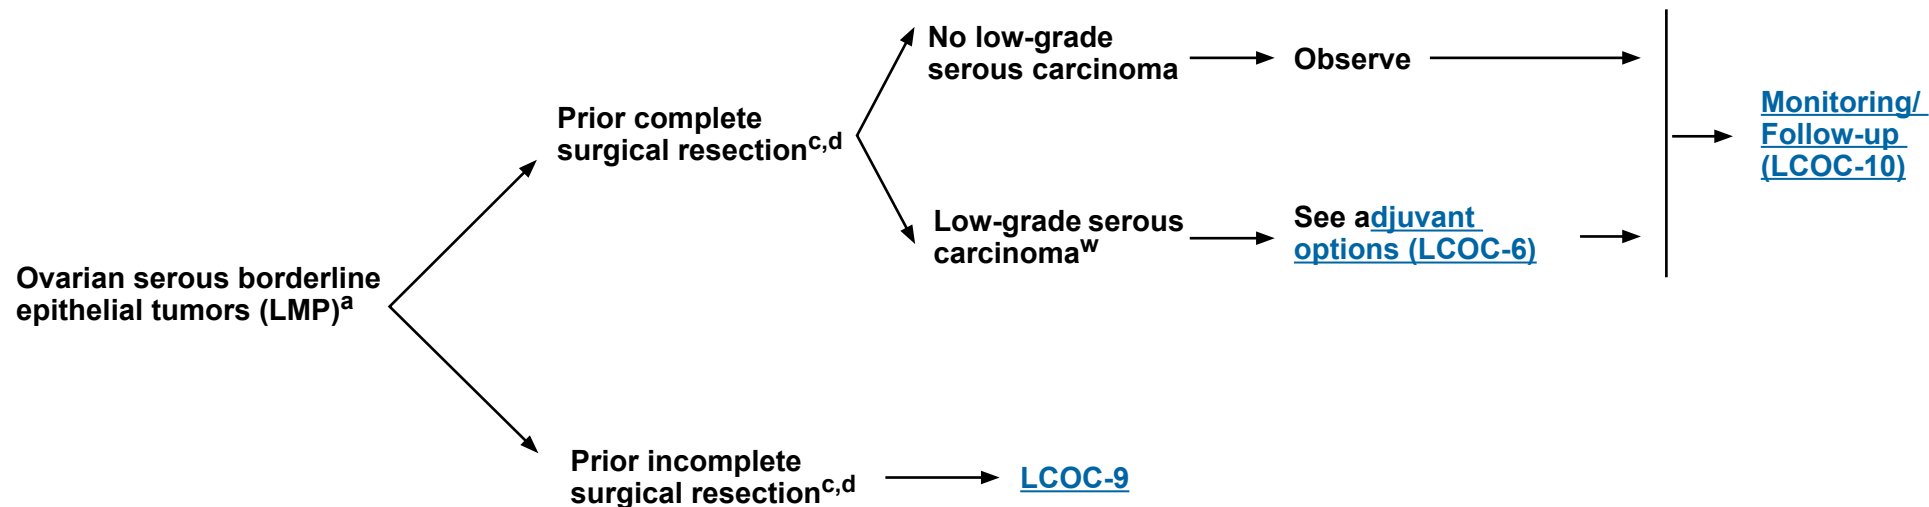 Ovarian serous borderline
epithelial tumors (LMP)a
Prior complete
surgical resectionc,d
No low-grade
serous carcinoma
Observe
Low-grade serous
carcinomaw
See adjuvant
options (LCOC-6)
Monitoring/
Follow-up
(LCOC-10)
Prior incomplete
surgical resectionc,d
LCOC-9